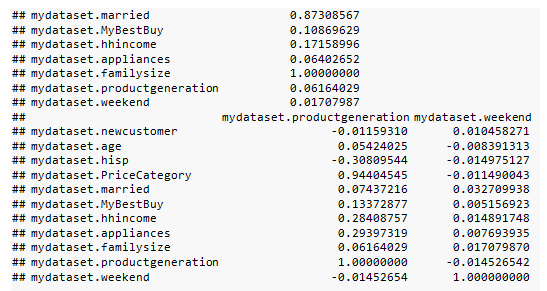 ## mydataset.married 0.87308567
## mydataset.MyBestBuy 0.10869629
## mydataset.hhincome 0.17158996
## mydataset.appliances 0.06402652
## mydataset.familysize 1.00000000
## mydataset.productgeneration 0.06164029
## mydataset.weekend 0.01707987
## mydataset.productgeneration mydataset.weekend
## mydataset.newcustomer -0.01159310 0.010458271
## mydataset.age 0.05424025 -0.008391313
## mydataset.hisp -0.30809544 -0.014975127
## mydataset.PriceCategory 0.94404545 -0.011490043
## mydataset.married 0.07437216 0.032709938
## mydataset.MyBestBuy 0.13372877 0.005156923
## mydataset.hhincome 0.28408757 0.014891748
## mydataset.appliances 0.29397319 0.007693935
## mydataset.familysize 0.06164029 0.017079870
## mydataset.productgeneration 1.00000000 -0.014526542
## mydataset.weekend -0.01452654 1.000000000